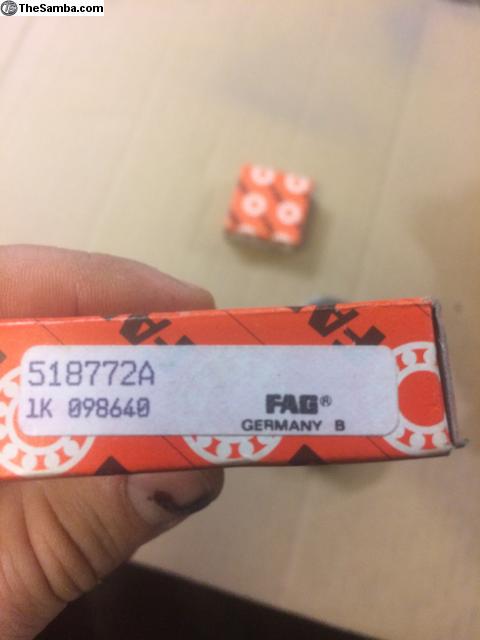 TheSamba.com
518772A
1K 098640
FAG®
GERMANY B